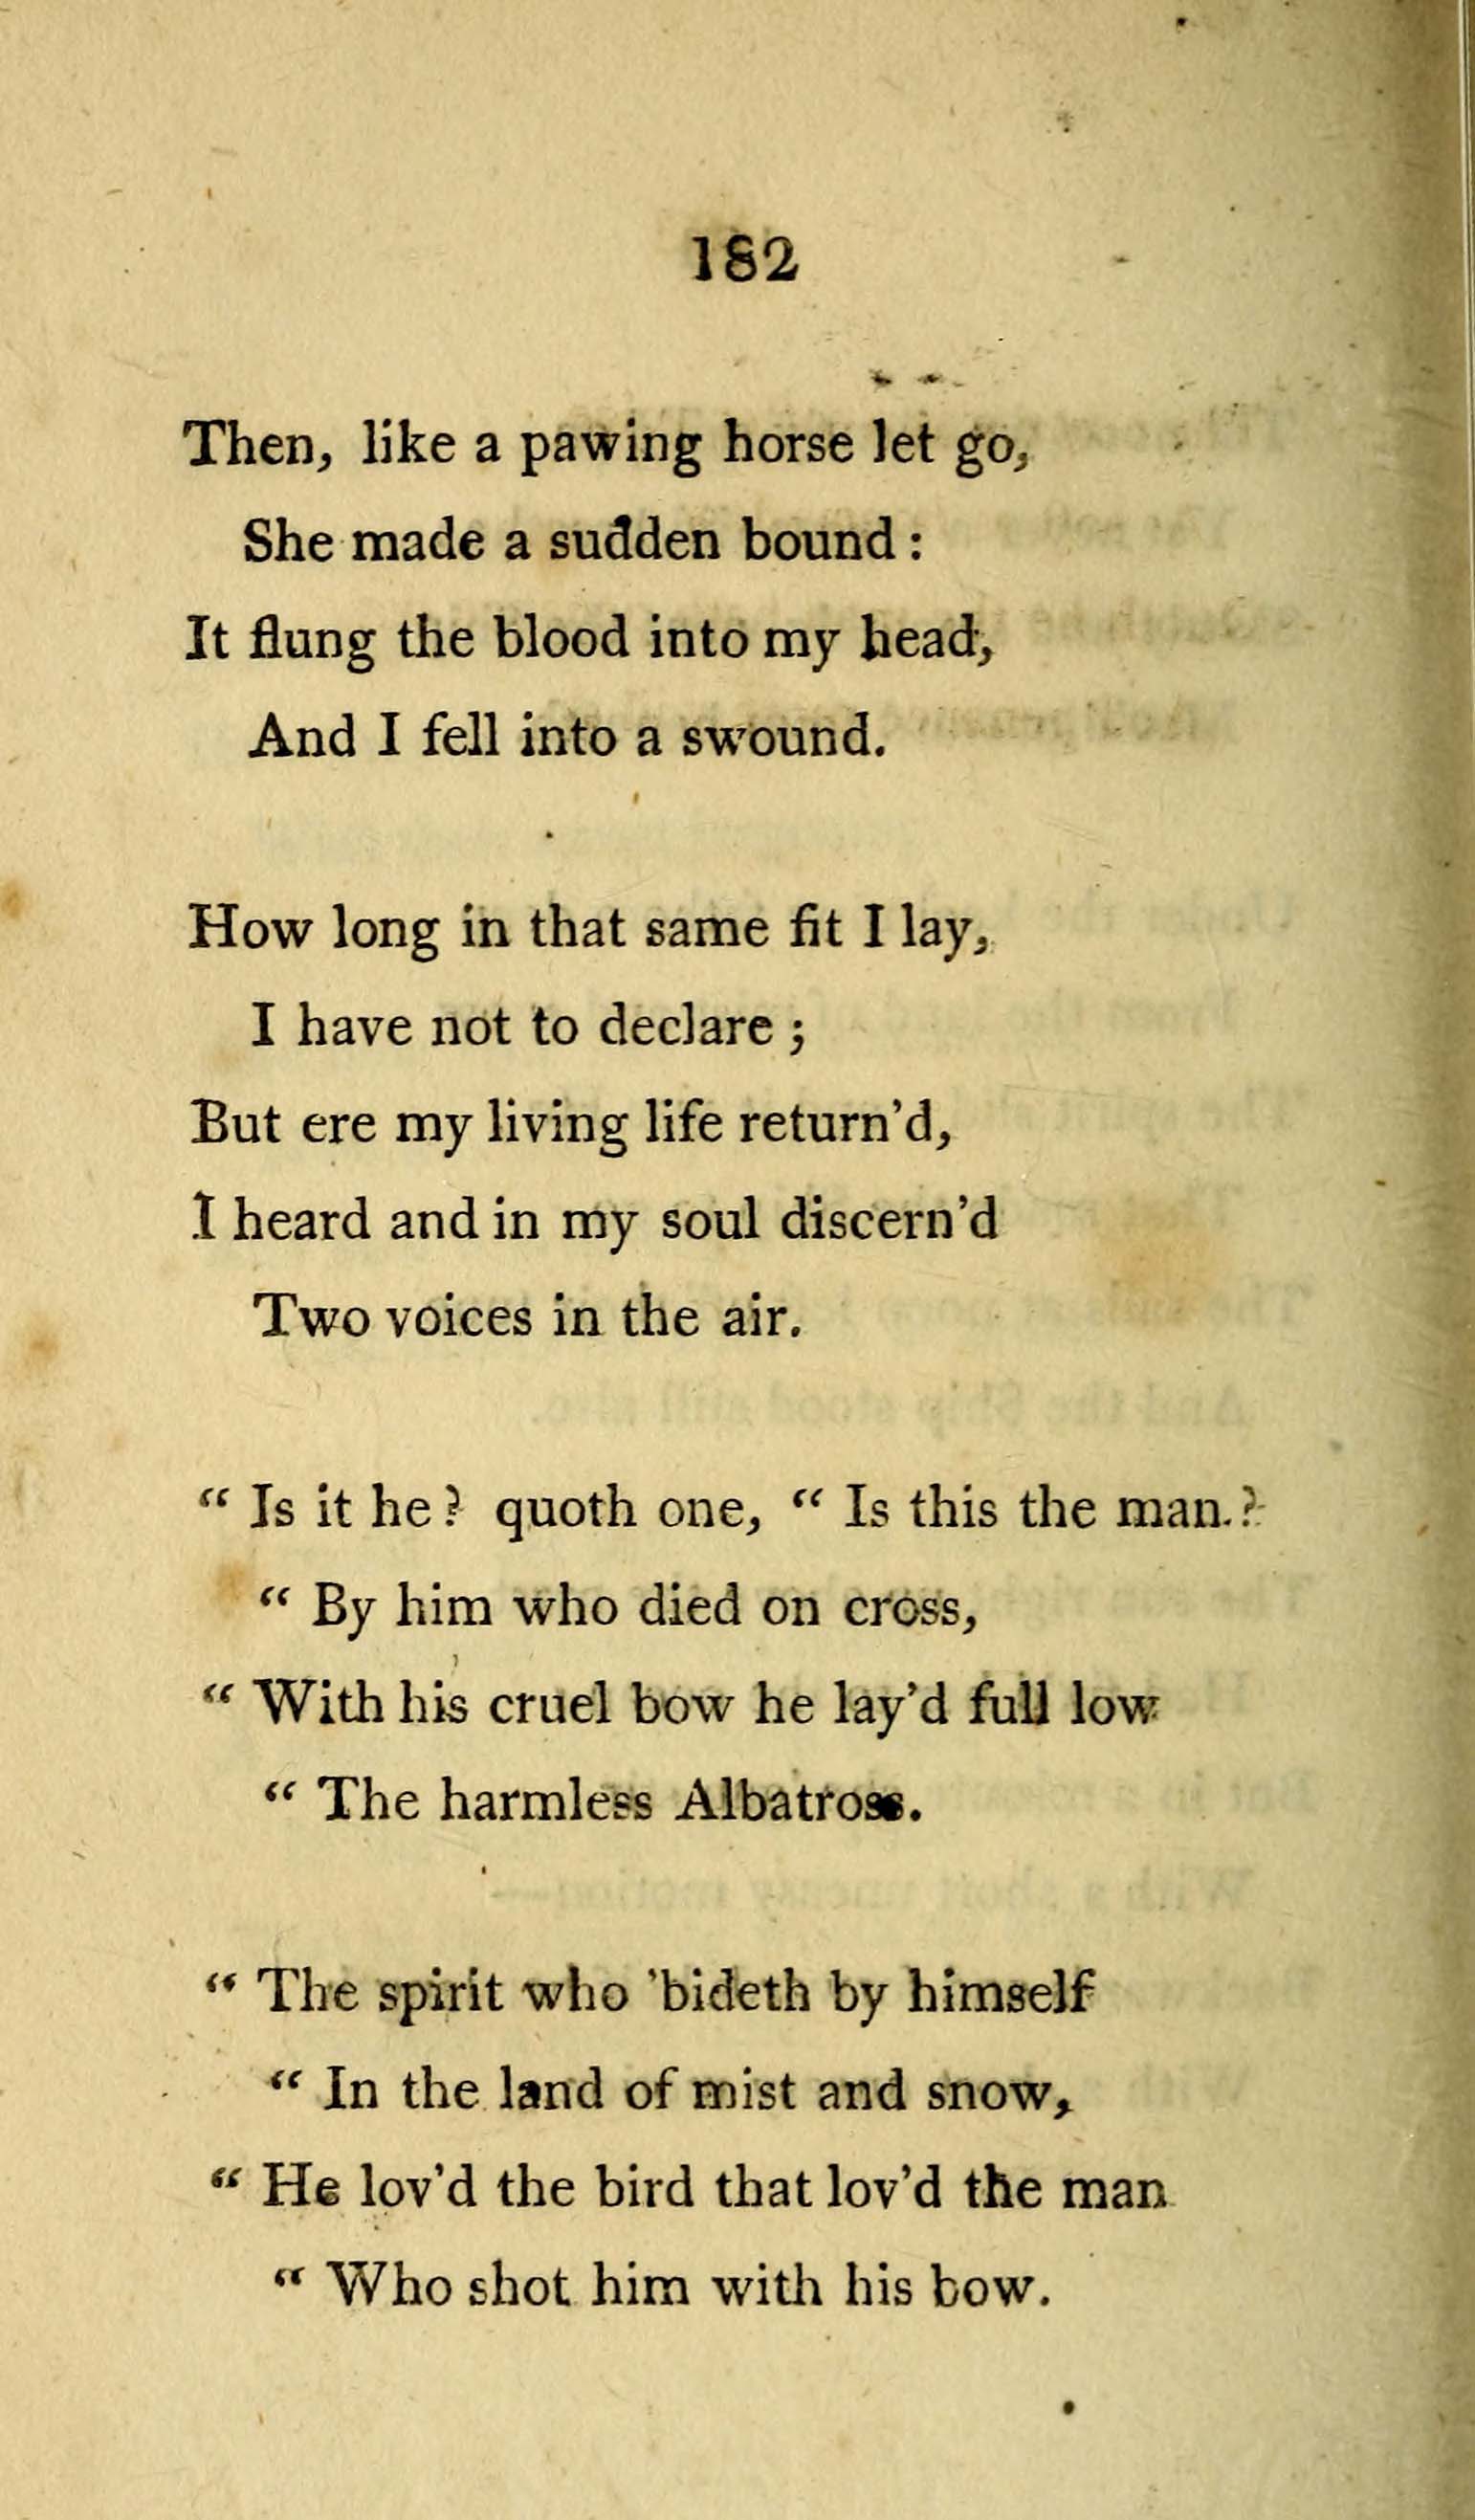 182
Then, like a pawing horse let go,
She made a sudden bound :
It flung the blood into my head,
And I fell into a swound.
How long in that same fit I lay,
I have not to declare ;
But ere my living life return'd,
I heard and in my soul discern'd
Two voices in the air.
“ Is it he ? quoth one, “ Is this the man ?
“ By him who died on cross,
“ With his cruel bow he lay'd full low
“ The harmless Albatross.
“ The spirit who 'bideth by himself
“ In the land of mist and snow,
“ He lov'd the bird that lov'd the man
“ Who shot him with his bow.